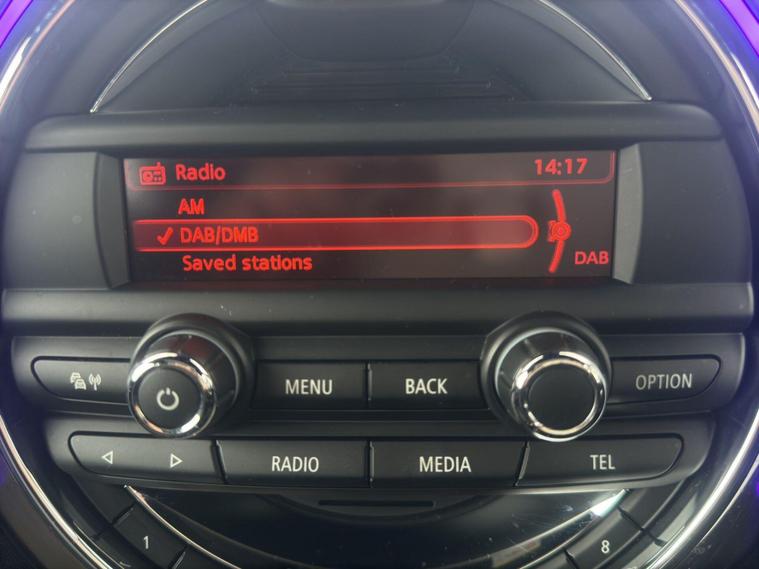 Radio 14:17
AM
DAB/DMB
Saved stations
DAB
MENU BACK OPTION
RADIO MEDIA TEL
1 8